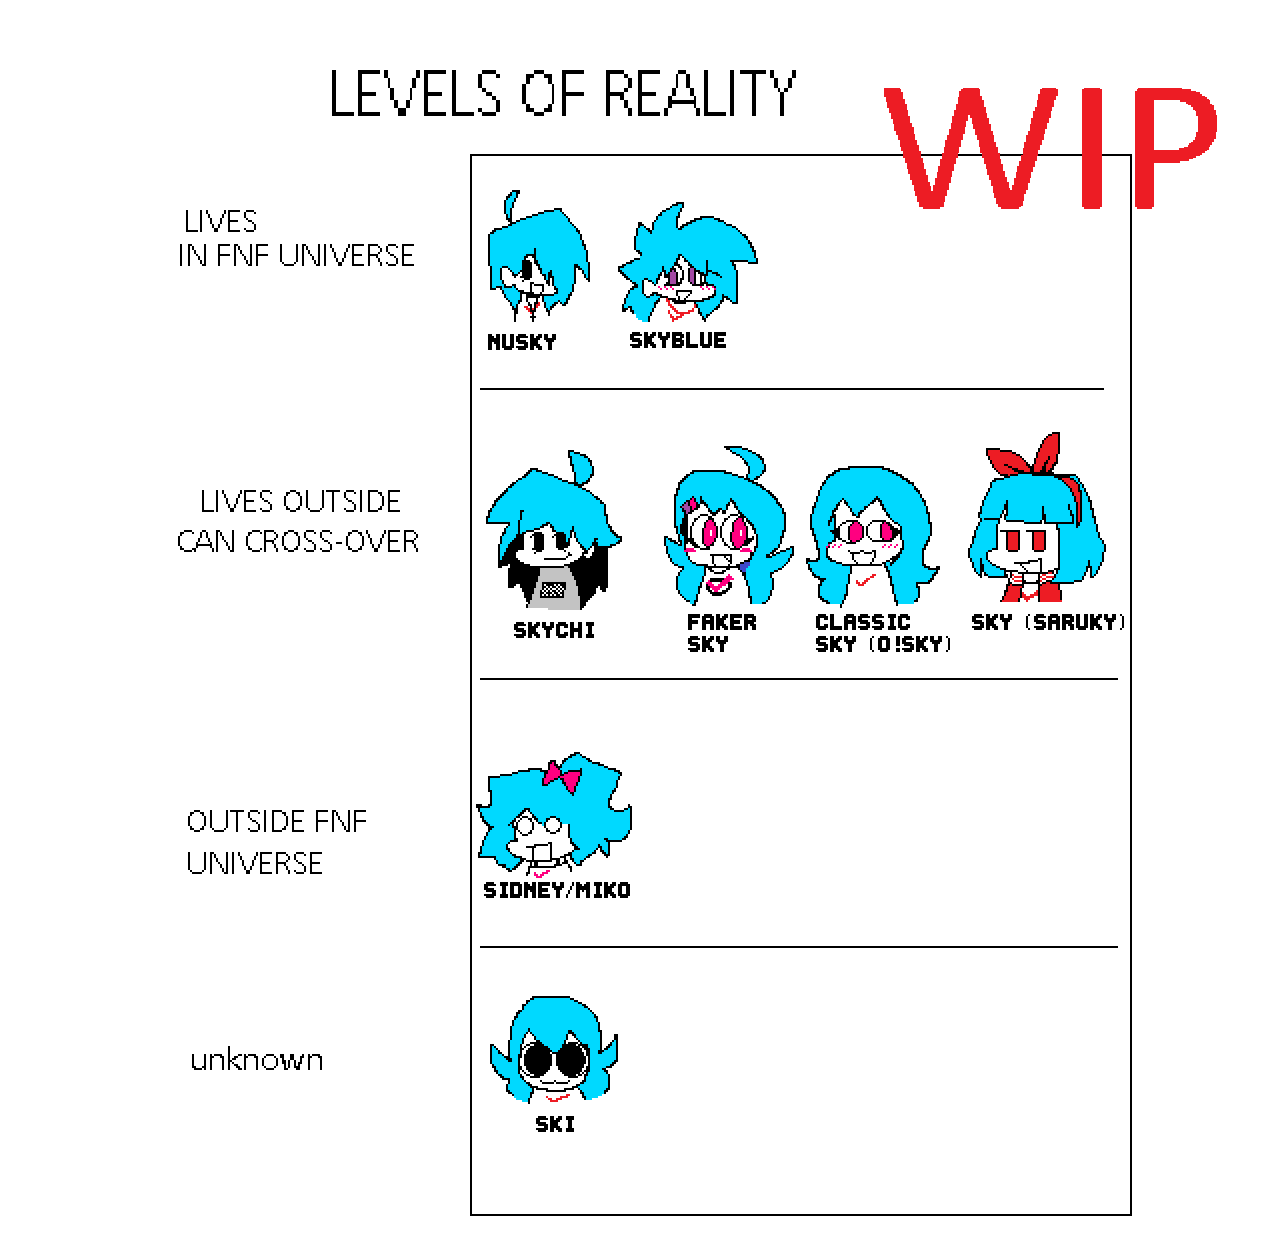 LEVELS OF REALITY
WIP
LIVES
IN FNF UNIVERSE
NUSKY
SKYBLUE
LIVES OUTSIDE
CAN CROSS-OVER
SKYCHI
FAKER
SKY
CLASSIC
SKY (O!SKY)
SKY (SARUKY)
OUTSIDE FNF
UNIVERSE
SIDNEY/MIKO
unknown
SKI